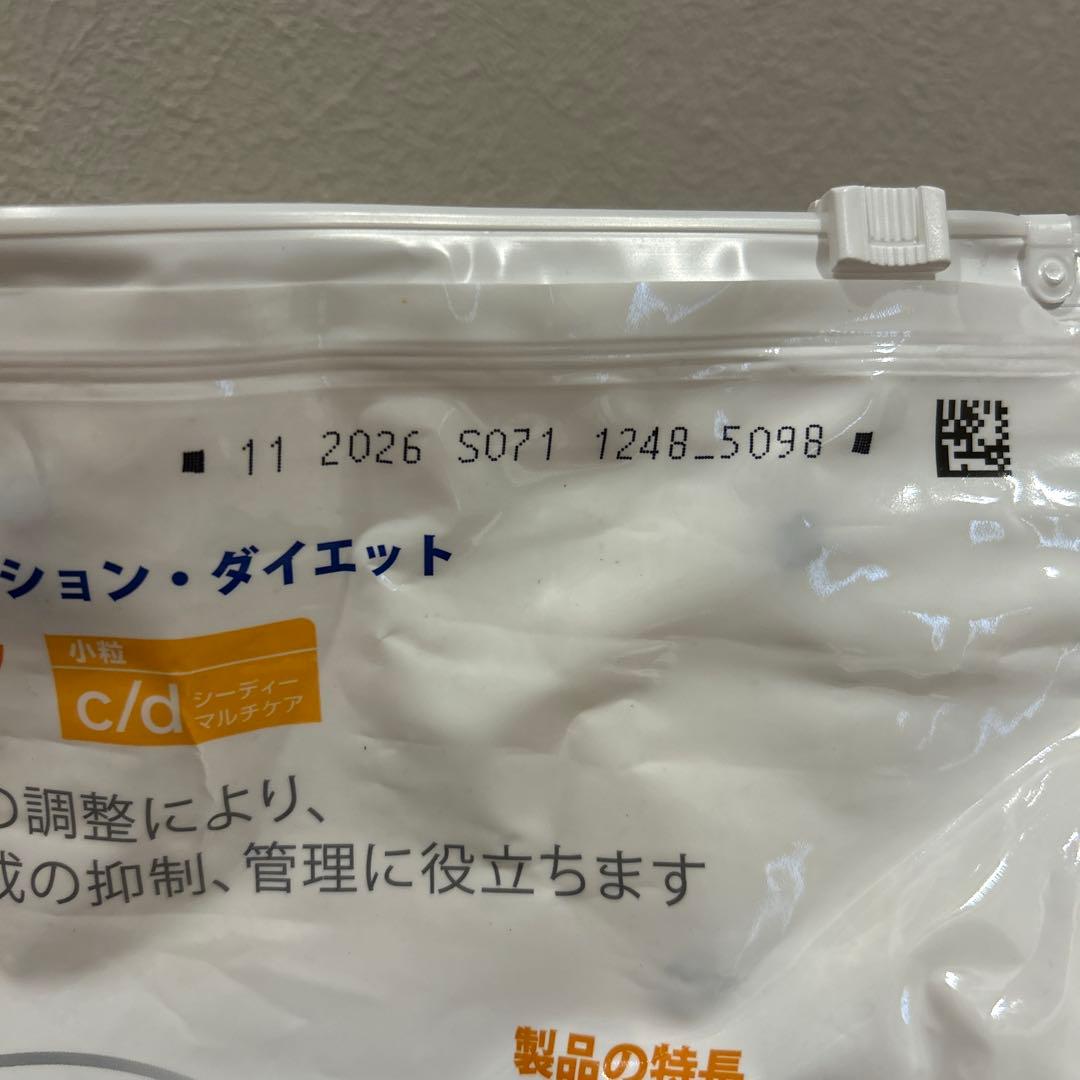 11 2026 S071 1248_5098
ション・ダイエット
小粒
c/d シーディー
マルチケア
の調整により、
成の抑制、管理に役立ちます
製品の特長